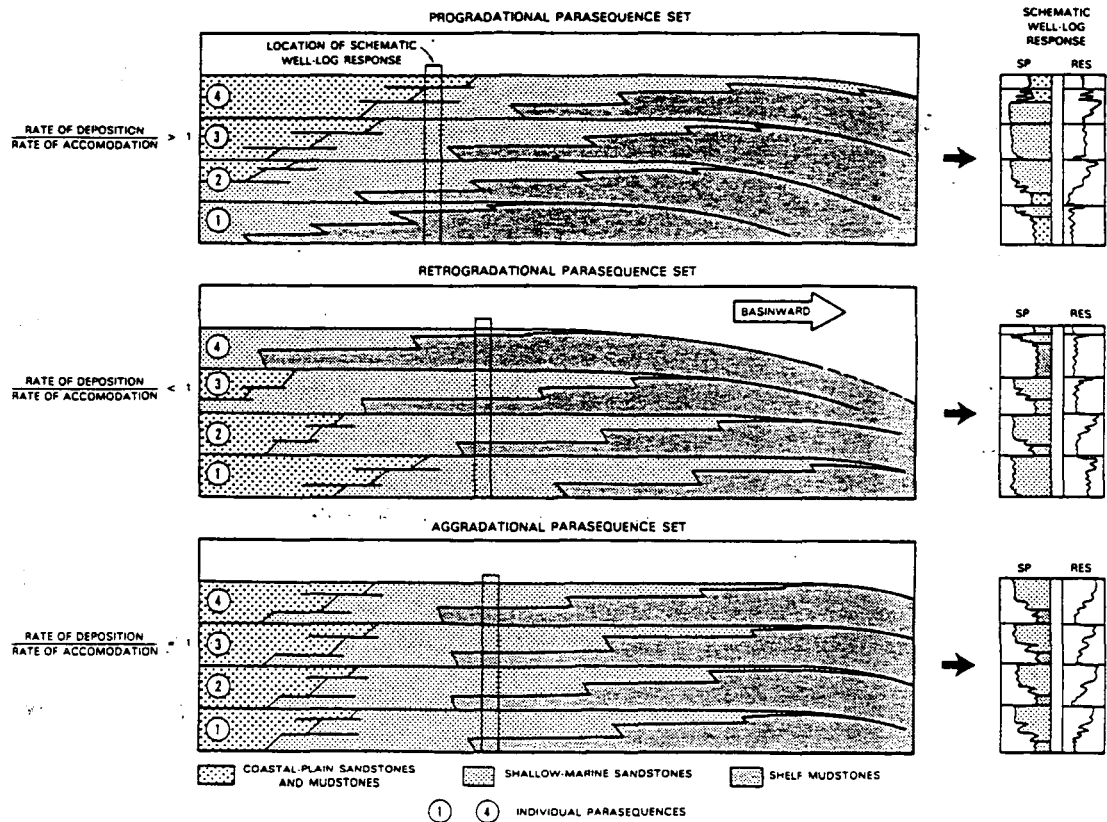 PROGRADATIONAL PARASEQUENCE SET
SCHEMATIC
WELL-LOG
RESPONSE
LOCATION OF SCHEMATIC
WELL-LOG RESPONSE
SP RES
4
3
2
1
RATE OF DEPOSITION
RATE OF ACCOMODATION
> 1
RETROGRADATIONAL PARASEQUENCE SET
BASINWARD
SP RES
4
3
2
1
RATE OF DEPOSITION
RATE OF ACCOMODATION
< 1
AGGRADATIONAL PARASEQUENCE SET
SP RES
4
3
2
1
RATE OF DEPOSITION
RATE OF ACCOMODATION
= 1
COASTAL-PLAIN SANDSTONES
AND MUDSTONES
SHALLOW-MARINE SANDSTONES
SHELF MUDSTONES
1 4 INDIVIDUAL PARASEQUENCES